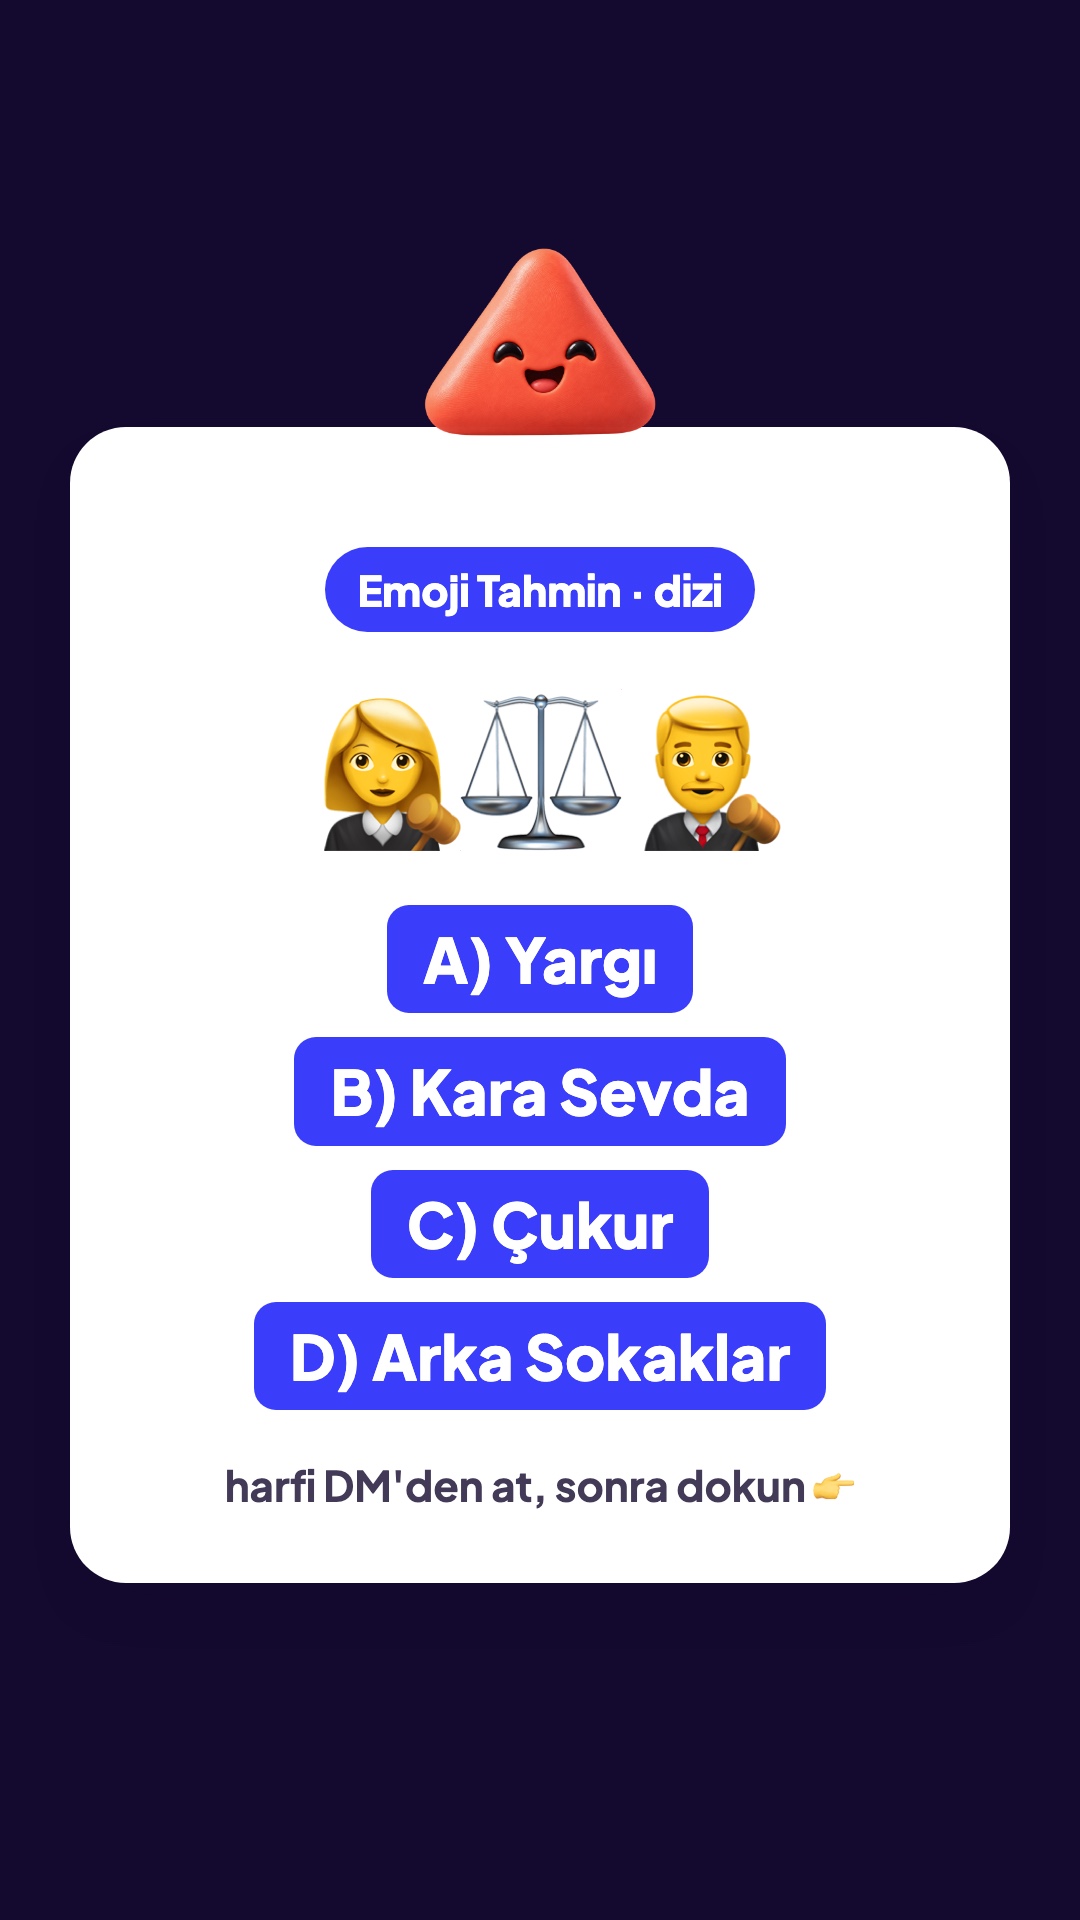 Emoji Tahmin · dizi
A) Yargı
B) Kara Sevda
C) Çukur
D) Arka Sokaklar
harfi DM'den at, sonra dokun 👉